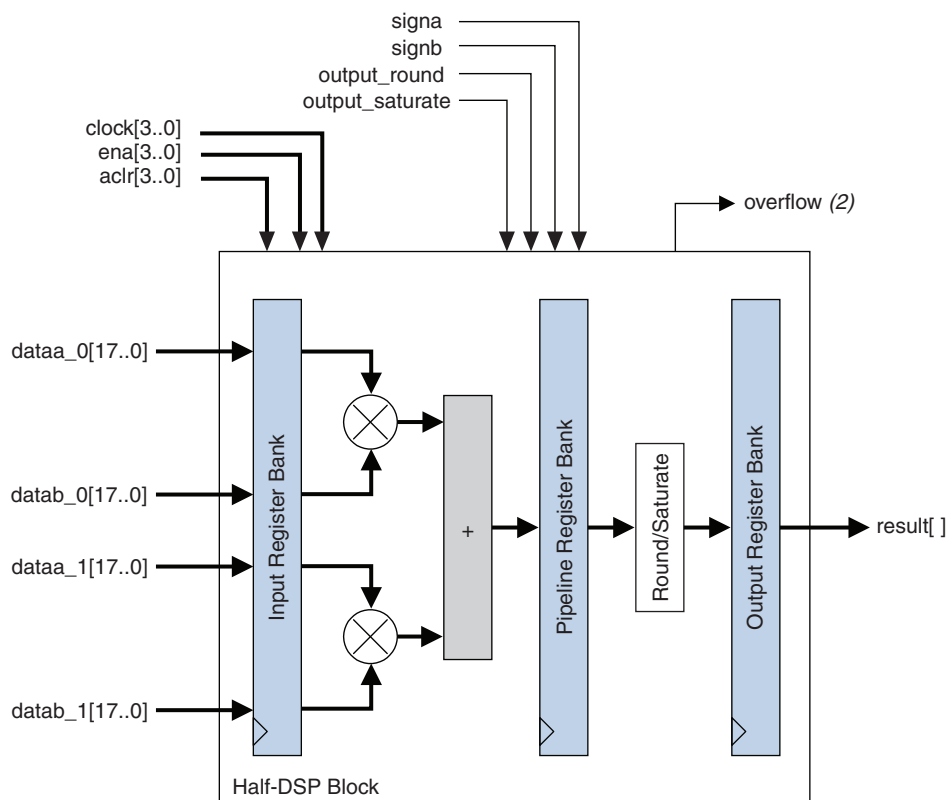 signa
signb
output_round
output_saturate
clock[3..0]
ena[3..0]
aclr[3..0]
overflow (2)
dataa_0[17..0]
datab_0[17..0]
dataa_1[17..0]
datab_1[17..0]
Input Register Bank
+
Pipeline Register Bank
Round/Saturate
Output Register Bank
result[ ]
Half-DSP Block